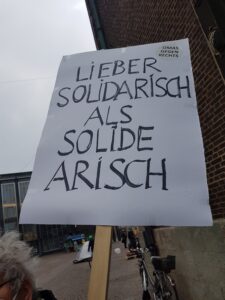 OMAS
GEGEN
RECHTS
LIEBER
SOLIDARISCH
ALS
SOLIDE
ARISCH